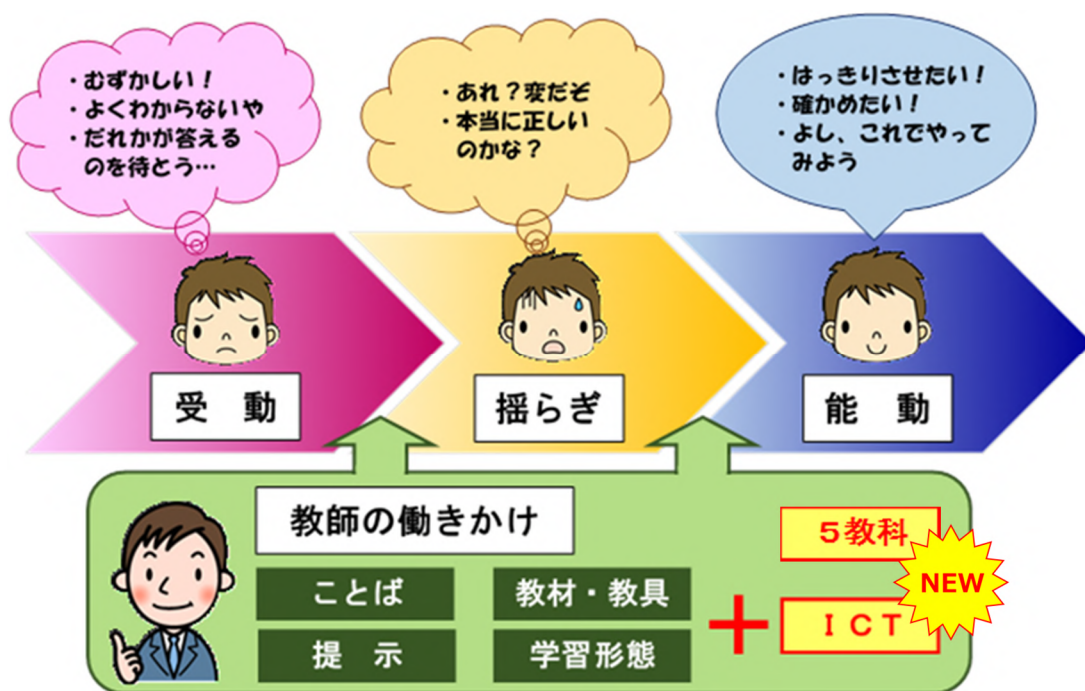 ・むずかしい！
・よくわからないや
・だれかが答える
のを待とう…
・あれ？変だぞ
・本当に正しい
のかな？
・はっきりさせたい！
・確かめたい！
・よし、これでやって
みよう
受　動
揺らぎ
能　動
教師の働きかけ
ことば
教材・教具
提　示
学習形態
＋
５教科
ＩＣＴ
NEW